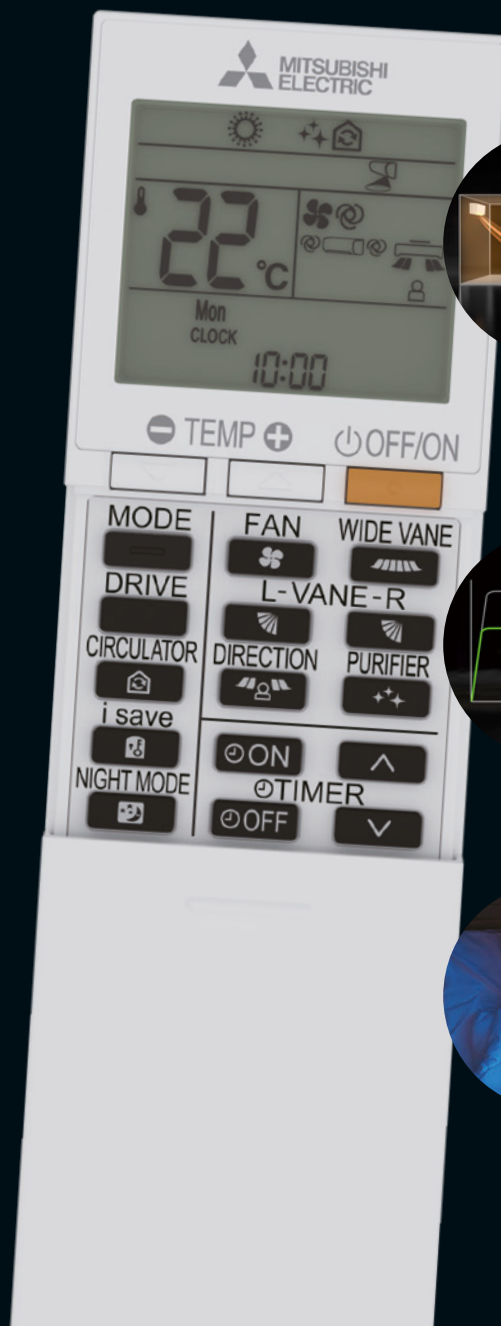 MITSUBISHI
ELECTRIC
22°C
Mon
CLOCK
10:00
TEMP
OFF/ON
MODE
FAN
WIDE VANE
DRIVE
L-VANE-R
CIRCULATOR
DIRECTION
PURIFIER
i save
ON
NIGHT MODE
TIMER
OFF